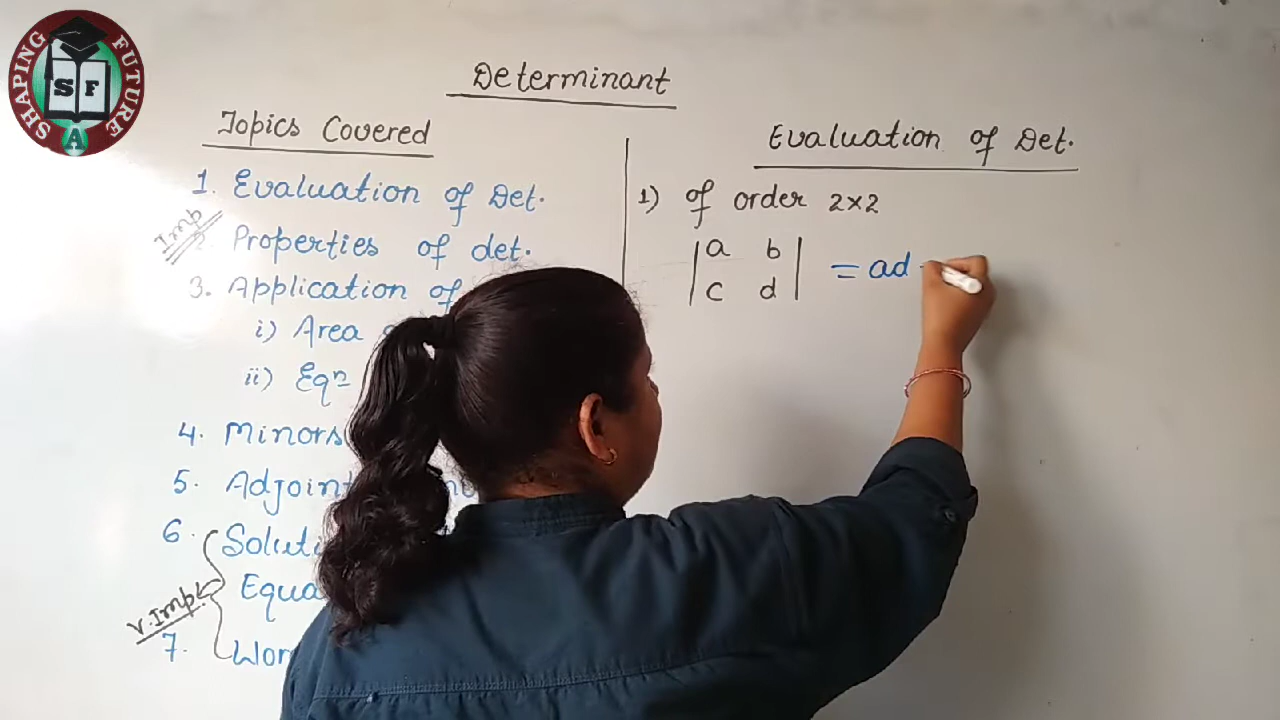 SHAPING FUTURE
S F
A
Determinant
Topics Covered
1. Evaluation of Det.
Imp
2. Properties of det.
3. Application of
i) Area
ii) Eqn
4. Minors
5. Adjoint
6. Soluti
Equa
V. Imp.
7. Wor
Evaluation of Det.
1) of order 2×2
|a b|
|c d| = ad